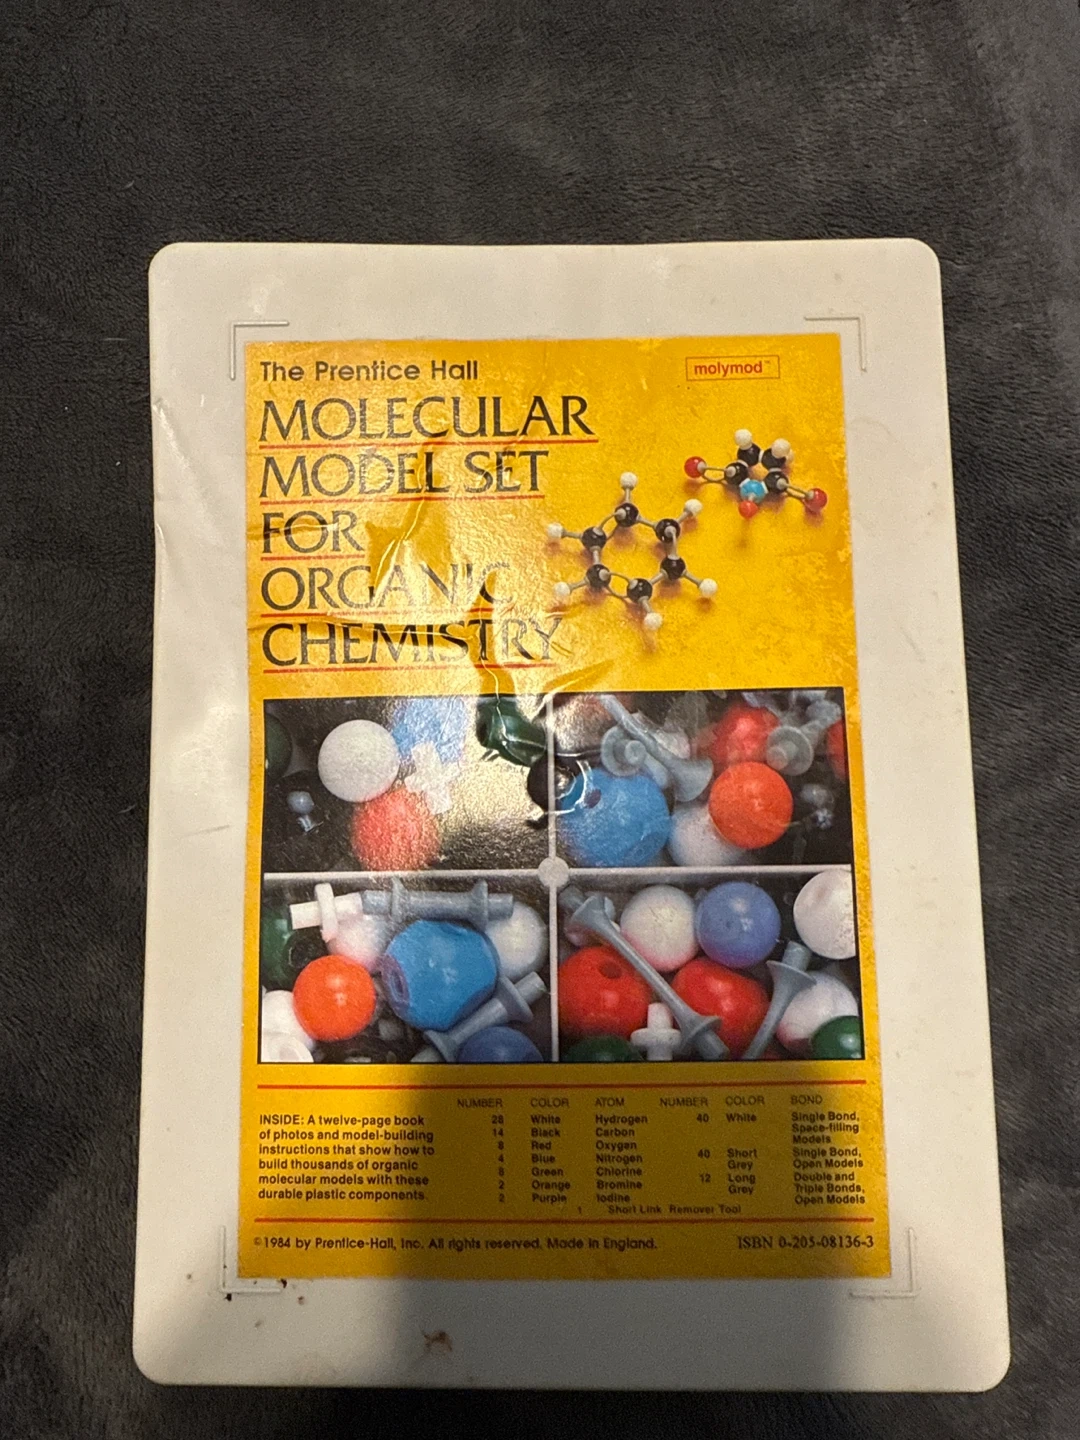 The Prentice Hall
molymod™
MOLECULAR
MODEL SET
FOR
ORGANIC
CHEMISTRY
INSIDE: A twelve-page book
of photos and model-building
instructions that show how to
build thousands of organic
molecular models with these
durable plastic components.
NUMBER COLOR ATOM NUMBER COLOR BOND
28 White Hydrogen 40 White Single Bond,
Space-filling
Models
14 Black Carbon
8 Red Oxygen
4 Blue Nitrogen 40 Short Grey Single Bond,
Open Models
8 Green Chlorine
2 Orange Bromine 12 Long Grey Double and
Triple Bonds,
Open Models
2 Purple Iodine
1 Short Link Remover Tool
©1984 by Prentice-Hall, Inc. All rights reserved. Made in England. ISBN 0-205-08136-3